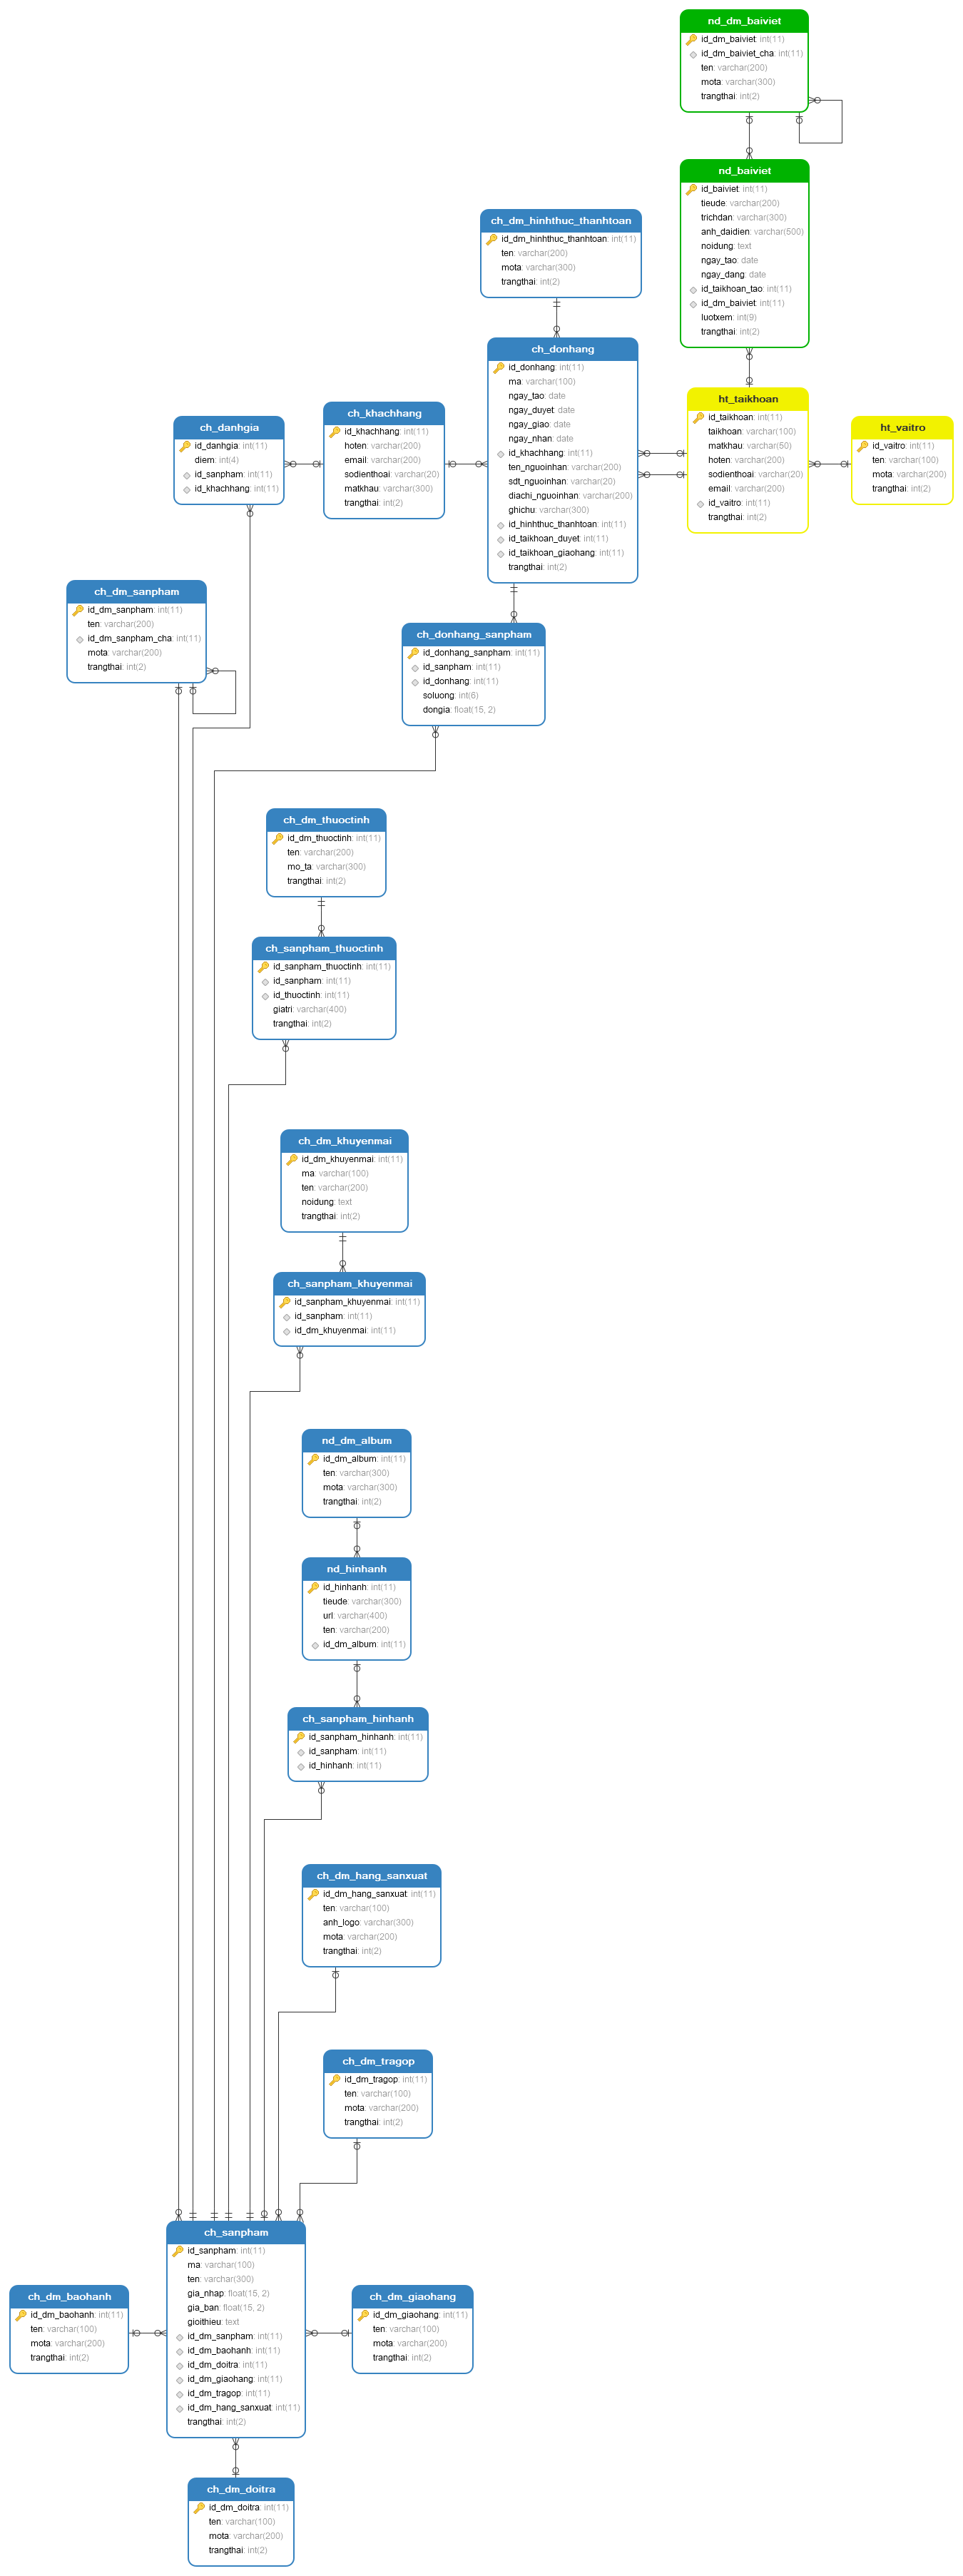 nd_dm_baiviet
id_dm_baiviet: int(11)
id_dm_baiviet_cha: int(11)
ten: varchar(200)
mota: varchar(300)
trangthai: int(2)
nd_baiviet
id_baiviet: int(11)
tieude: varchar(200)
trichdan: varchar(300)
anh_daidien: varchar(500)
noidung: text
ngay_tao: date
ngay_dang: date
id_taikhoan_tao: int(11)
id_dm_baiviet: int(11)
luotxem: int(9)
trangthai: int(2)
ch_dm_hinhthuc_thanhtoan
id_dm_hinhthuc_thanhtoan: int(11)
ten: varchar(200)
mota: varchar(300)
trangthai: int(2)
ch_donhang
id_donhang: int(11)
ma: varchar(100)
ngay_tao: date
ngay_duyet: date
ngay_giao: date
ngay_nhan: date
id_khachhang: int(11)
ten_nguoinhan: varchar(200)
sdt_nguoinhan: varchar(20)
diachi_nguoinhan: varchar(200)
ghichu: varchar(300)
id_hinhthuc_thanhtoan: int(11)
id_taikhoan_duyet: int(11)
id_taikhoan_giaohang: int(11)
trangthai: int(2)
ht_taikhoan
id_taikhoan: int(11)
taikhoan: varchar(100)
matkhau: varchar(50)
hoten: varchar(200)
sodienthoai: varchar(20)
email: varchar(200)
id_vaitro: int(11)
trangthai: int(2)
ht_vaitro
id_vaitro: int(11)
ten: varchar(100)
mota: varchar(200)
trangthai: int(2)
ch_khachhang
id_khachhang: int(11)
hoten: varchar(200)
email: varchar(200)
sodienthoai: varchar(20)
matkhau: varchar(300)
trangthai: int(2)
ch_danhgia
id_danhgia: int(11)
diem: int(4)
id_sanpham: int(11)
id_khachhang: int(11)
ch_dm_sanpham
id_dm_sanpham: int(11)
ten: varchar(200)
id_dm_sanpham_cha: int(11)
mota: varchar(200)
trangthai: int(2)
ch_donhang_sanpham
id_donhang_sanpham: int(11)
id_sanpham: int(11)
id_donhang: int(11)
soluong: int(6)
dongia: float(15, 2)
ch_dm_thuoctinh
id_dm_thuoctinh: int(11)
ten: varchar(200)
mo_ta: varchar(300)
trangthai: int(2)
ch_sanpham_thuoctinh
id_sanpham_thuoctinh: int(11)
id_sanpham: int(11)
id_thuoctinh: int(11)
giatri: varchar(400)
trangthai: int(2)
ch_dm_khuyenmai
id_dm_khuyenmai: int(11)
ma: varchar(100)
ten: varchar(200)
noidung: text
trangthai: int(2)
ch_sanpham_khuyenmai
id_sanpham_khuyenmai: int(11)
id_sanpham: int(11)
id_dm_khuyenmai: int(11)
nd_dm_album
id_dm_album: int(11)
ten: varchar(300)
mota: varchar(300)
trangthai: int(2)
nd_hinhanh
id_hinhanh: int(11)
tieude: varchar(300)
url: varchar(400)
ten: varchar(200)
id_dm_album: int(11)
ch_sanpham_hinhanh
id_sanpham_hinhanh: int(11)
id_sanpham: int(11)
id_hinhanh: int(11)
ch_dm_hang_sanxuat
id_dm_hang_sanxuat: int(11)
ten: varchar(100)
anh_logo: varchar(300)
mota: varchar(200)
trangthai: int(2)
ch_dm_tragop
id_dm_tragop: int(11)
ten: varchar(100)
mota: varchar(200)
trangthai: int(2)
ch_sanpham
id_sanpham: int(11)
ma: varchar(100)
ten: varchar(300)
gia_nhap: float(15, 2)
gia_ban: float(15, 2)
gioithieu: text
id_dm_sanpham: int(11)
id_dm_baohanh: int(11)
id_dm_doitra: int(11)
id_dm_giaohang: int(11)
id_dm_tragop: int(11)
id_dm_hang_sanxuat: int(11)
trangthai: int(2)
ch_dm_baohanh
id_dm_baohanh: int(11)
ten: varchar(100)
mota: varchar(200)
trangthai: int(2)
ch_dm_giaohang
id_dm_giaohang: int(11)
ten: varchar(100)
mota: varchar(200)
trangthai: int(2)
ch_dm_doitra
id_dm_doitra: int(11)
ten: varchar(100)
mota: varchar(200)
trangthai: int(2)